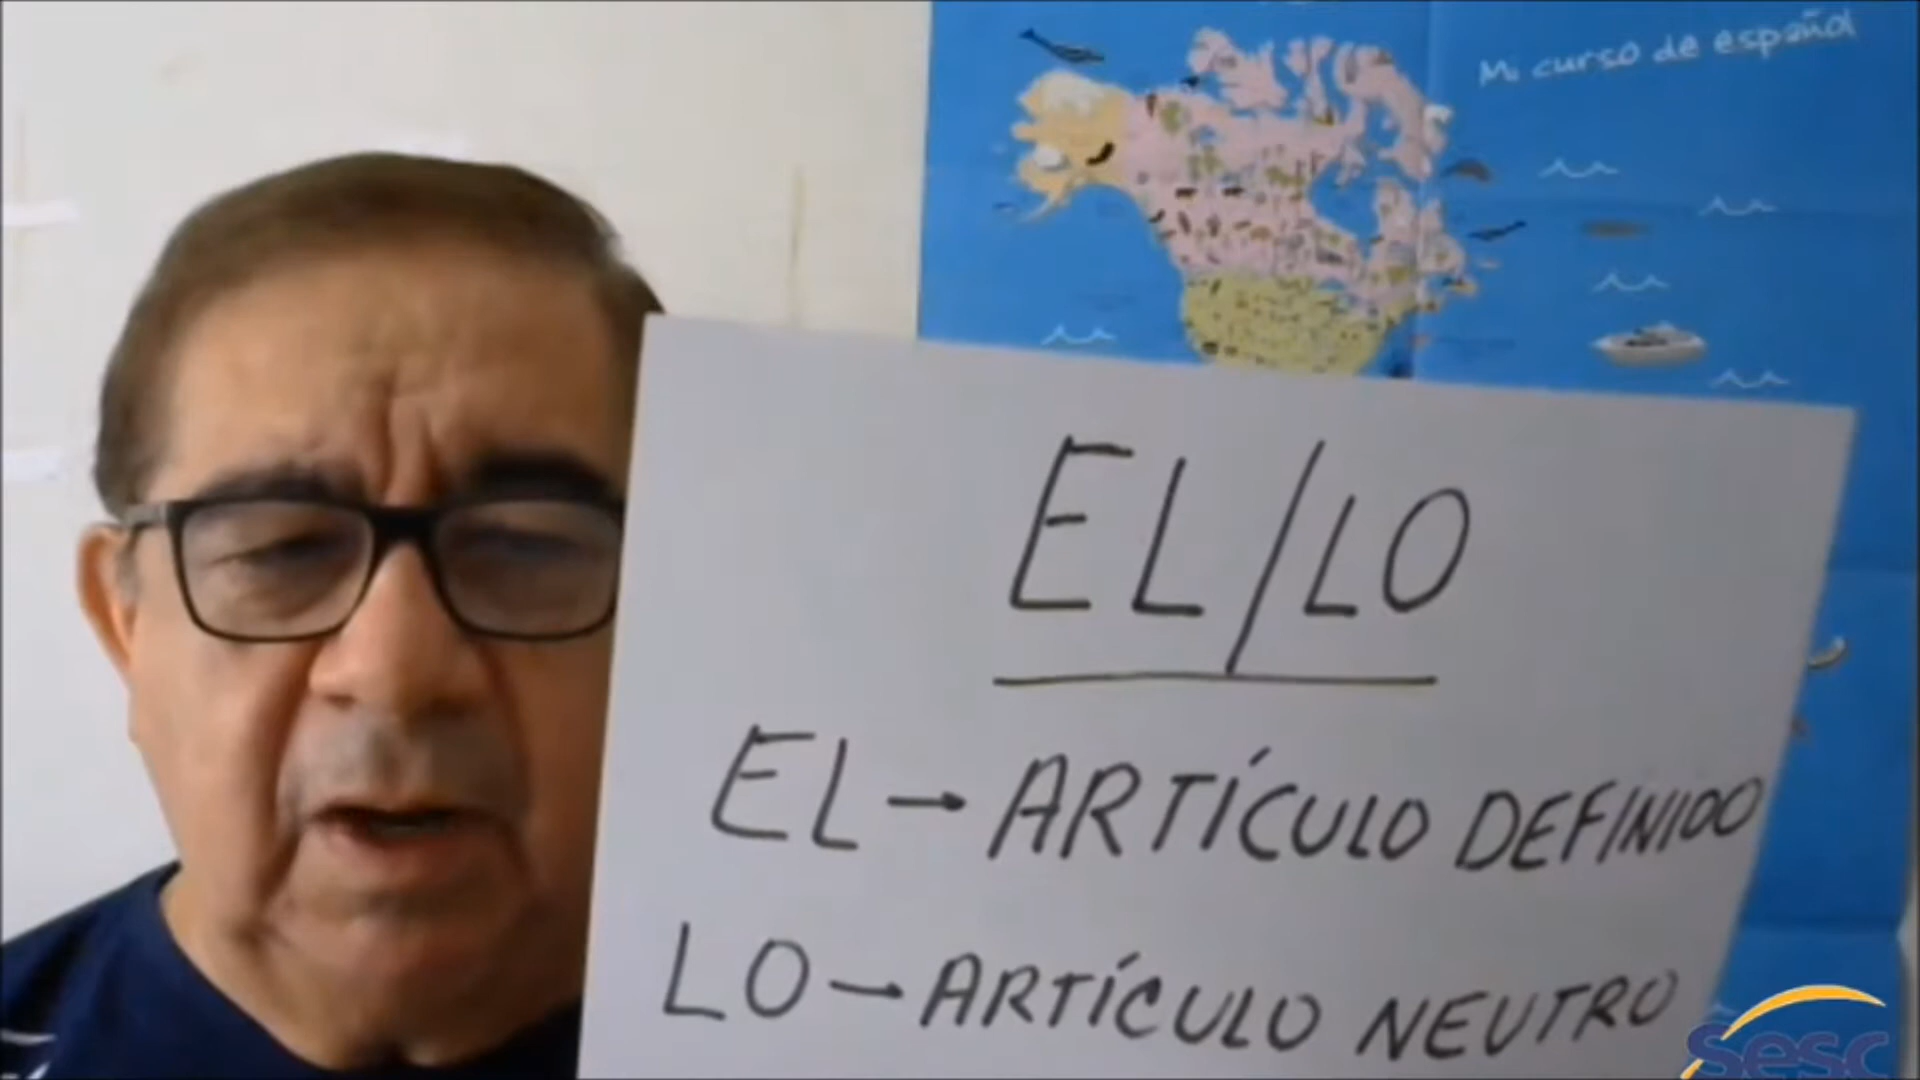 Mi curso de español
EL/LO
EL→ARTÍCULO DEFINIDO
LO→ARTÍCULO NEUTRO
sesc